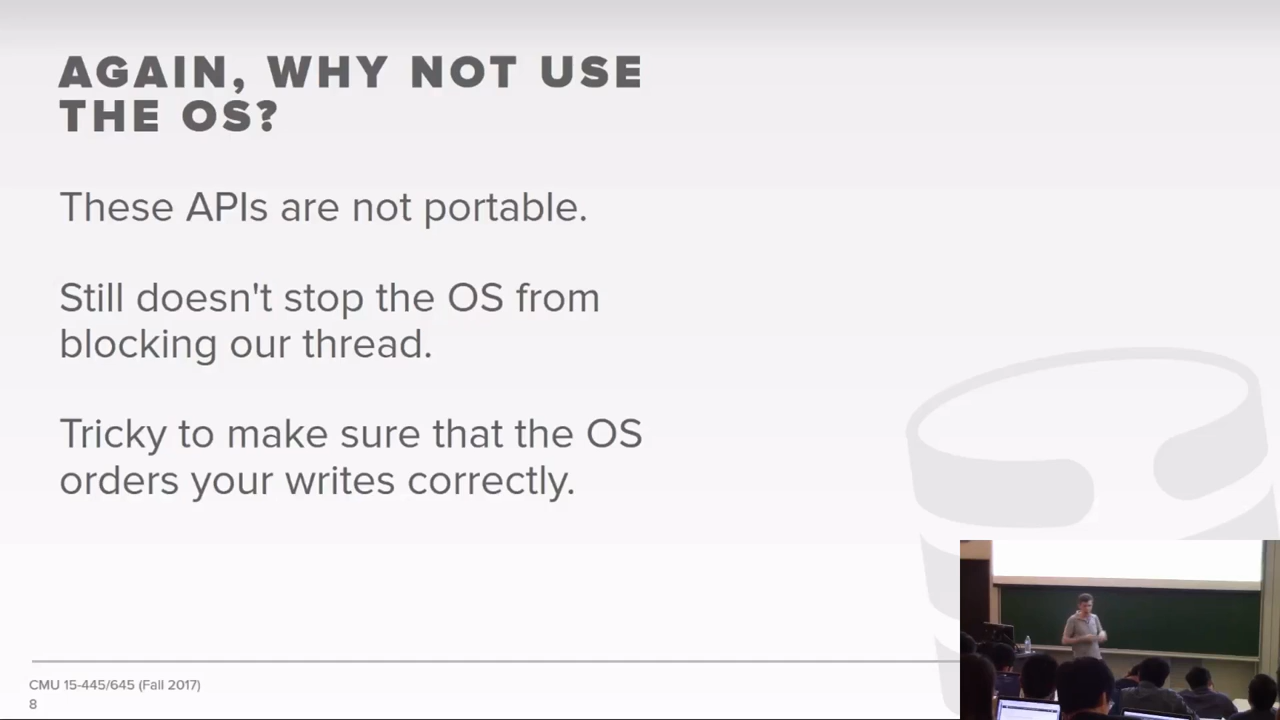 AGAIN, WHY NOT USE
THE OS?
These APIs are not portable.
Still doesn't stop the OS from
blocking our thread.
Tricky to make sure that the OS
orders your writes correctly.
CMU 15-445/645 (Fall 2017)
8